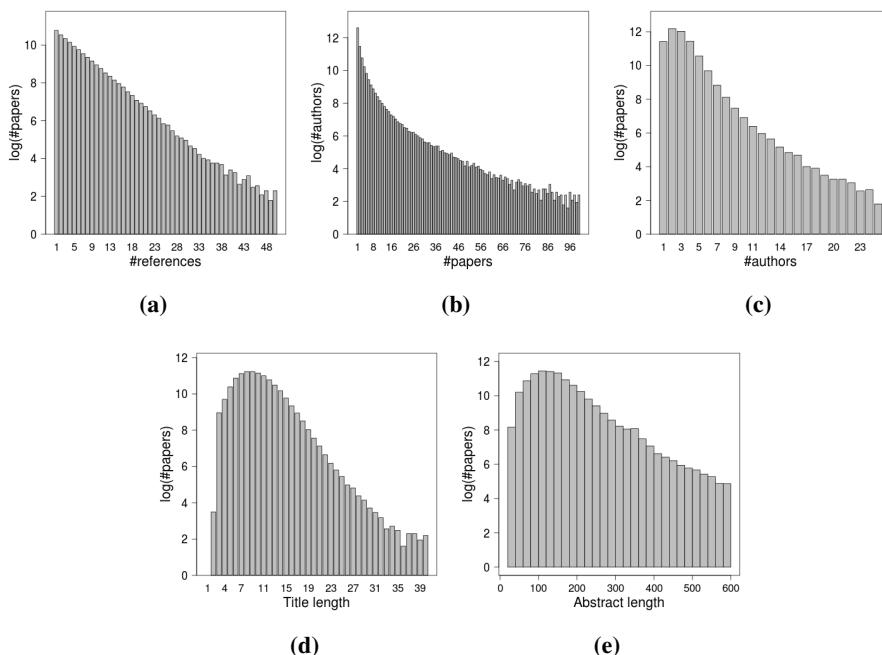 log(#papers)
10
8
6
4
2
0
1 5 9 13 18 23 28 33 38 43 48
#references
(a)
log(#authors)
12
10
8
6
4
2
0
1 8 16 26 36 46 56 66 76 86 96
#papers
(b)
log(#papers)
12
10
8
6
4
2
0
1 3 5 7 9 11 14 17 20 23
#authors
(c)
log(#papers)
12
10
8
6
4
2
0
1 4 7 11 15 19 23 27 31 35 39
Title length
(d)
log(#papers)
12
10
8
6
4
2
0
0 100 200 300 400 500 600
Abstract length
(e)